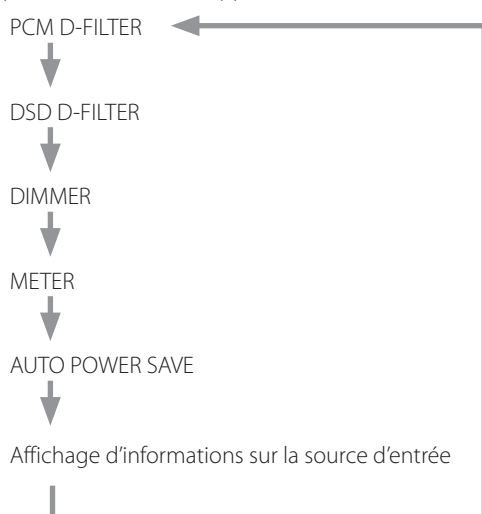 PCM D-FILTER
DSD D-FILTER
DIMMER
METER
AUTO POWER SAVE
Affichage d’informations sur la source d’entrée